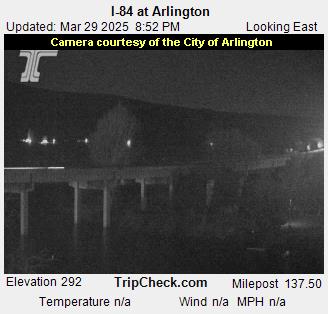 I-84 at Arlington
Updated: Mar 29 2025 8:52 PM Looking East
Camera courtesy of the City of Arlington
Elevation 292 TripCheck.com Milepost 137.50
Temperature n/a Wind n/a MPH n/a